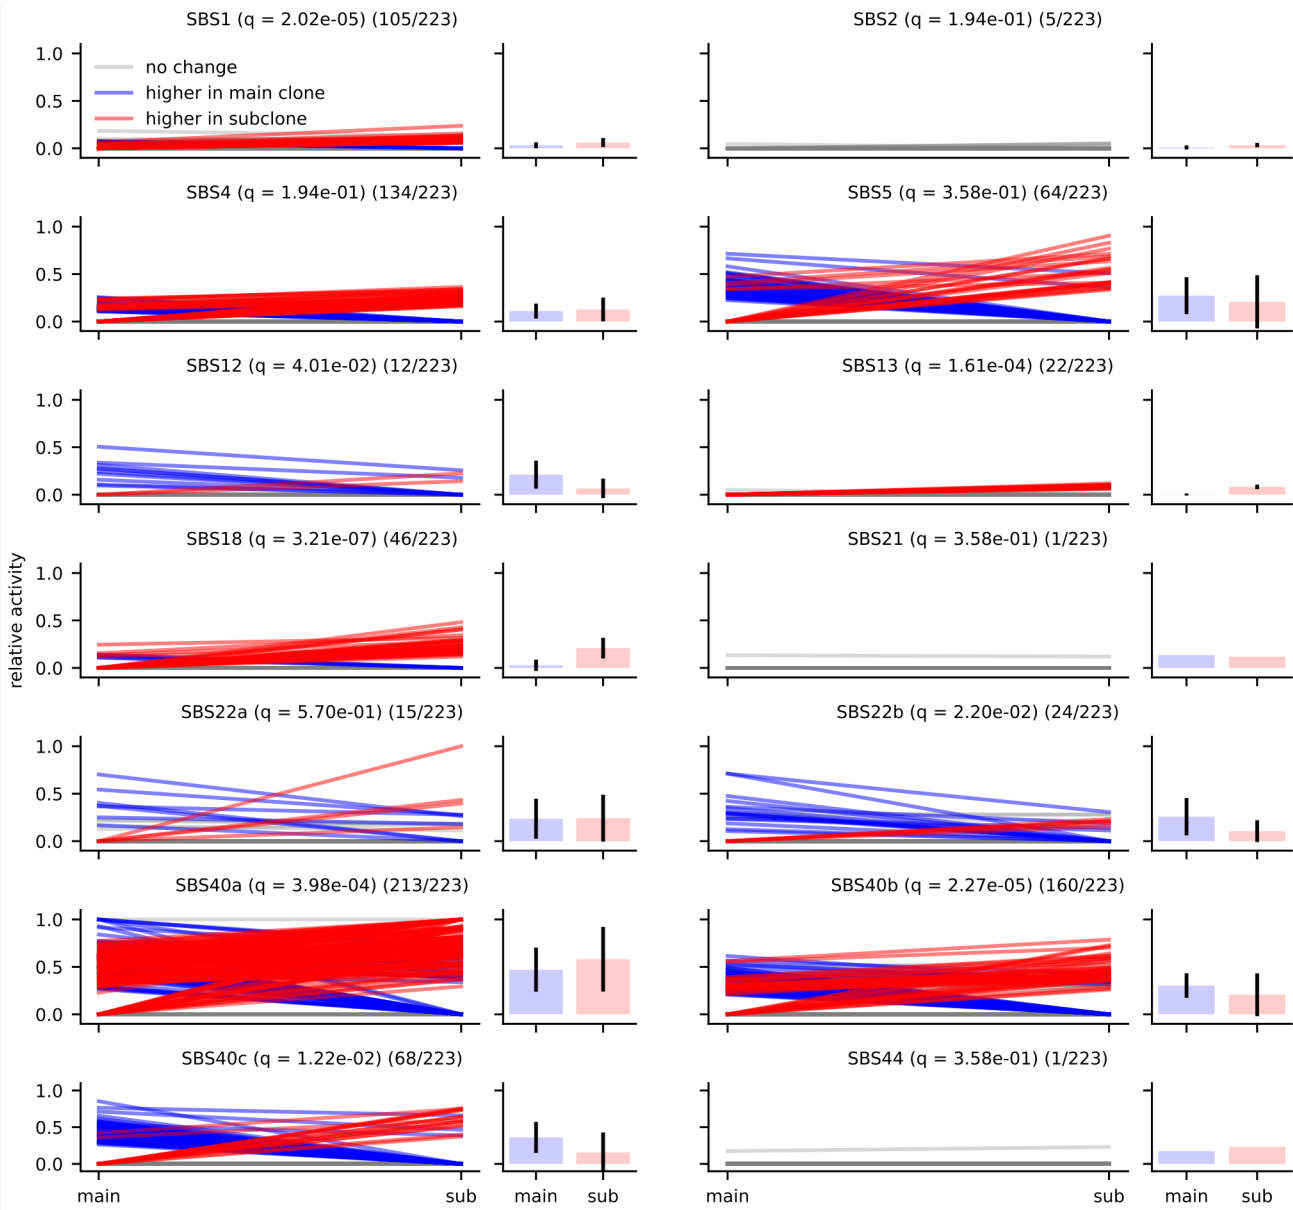 SBS1 (q = 2.02e-05) (105/223)
SBS2 (q = 1.94e-01) (5/223)
1.0
0.5
0.0
no change
higher in main clone
higher in subclone
SBS4 (q = 1.94e-01) (134/223)
SBS5 (q = 3.58e-01) (64/223)
1.0
0.5
0.0
SBS12 (q = 4.01e-02) (12/223)
SBS13 (q = 1.61e-04) (22/223)
1.0
0.5
0.0
SBS18 (q = 3.21e-07) (46/223)
SBS21 (q = 3.58e-01) (1/223)
1.0
0.5
0.0
relative activity
SBS22a (q = 5.70e-01) (15/223)
SBS22b (q = 2.20e-02) (24/223)
1.0
0.5
0.0
SBS40a (q = 3.98e-04) (213/223)
SBS40b (q = 2.27e-05) (160/223)
1.0
0.5
0.0
SBS40c (q = 1.22e-02) (68/223)
SBS44 (q = 3.58e-01) (1/223)
1.0
0.5
0.0
main sub main sub main sub main sub